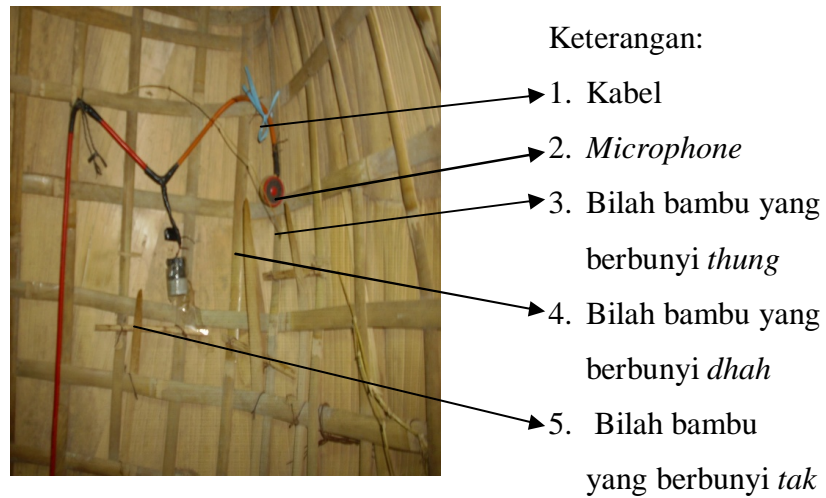 Keterangan:
1. Kabel
2. Microphone
3. Bilah bambu yang
berbunyi thung
4. Bilah bambu yang
berbunyi dhah
5. Bilah bambu
yang berbunyi tak